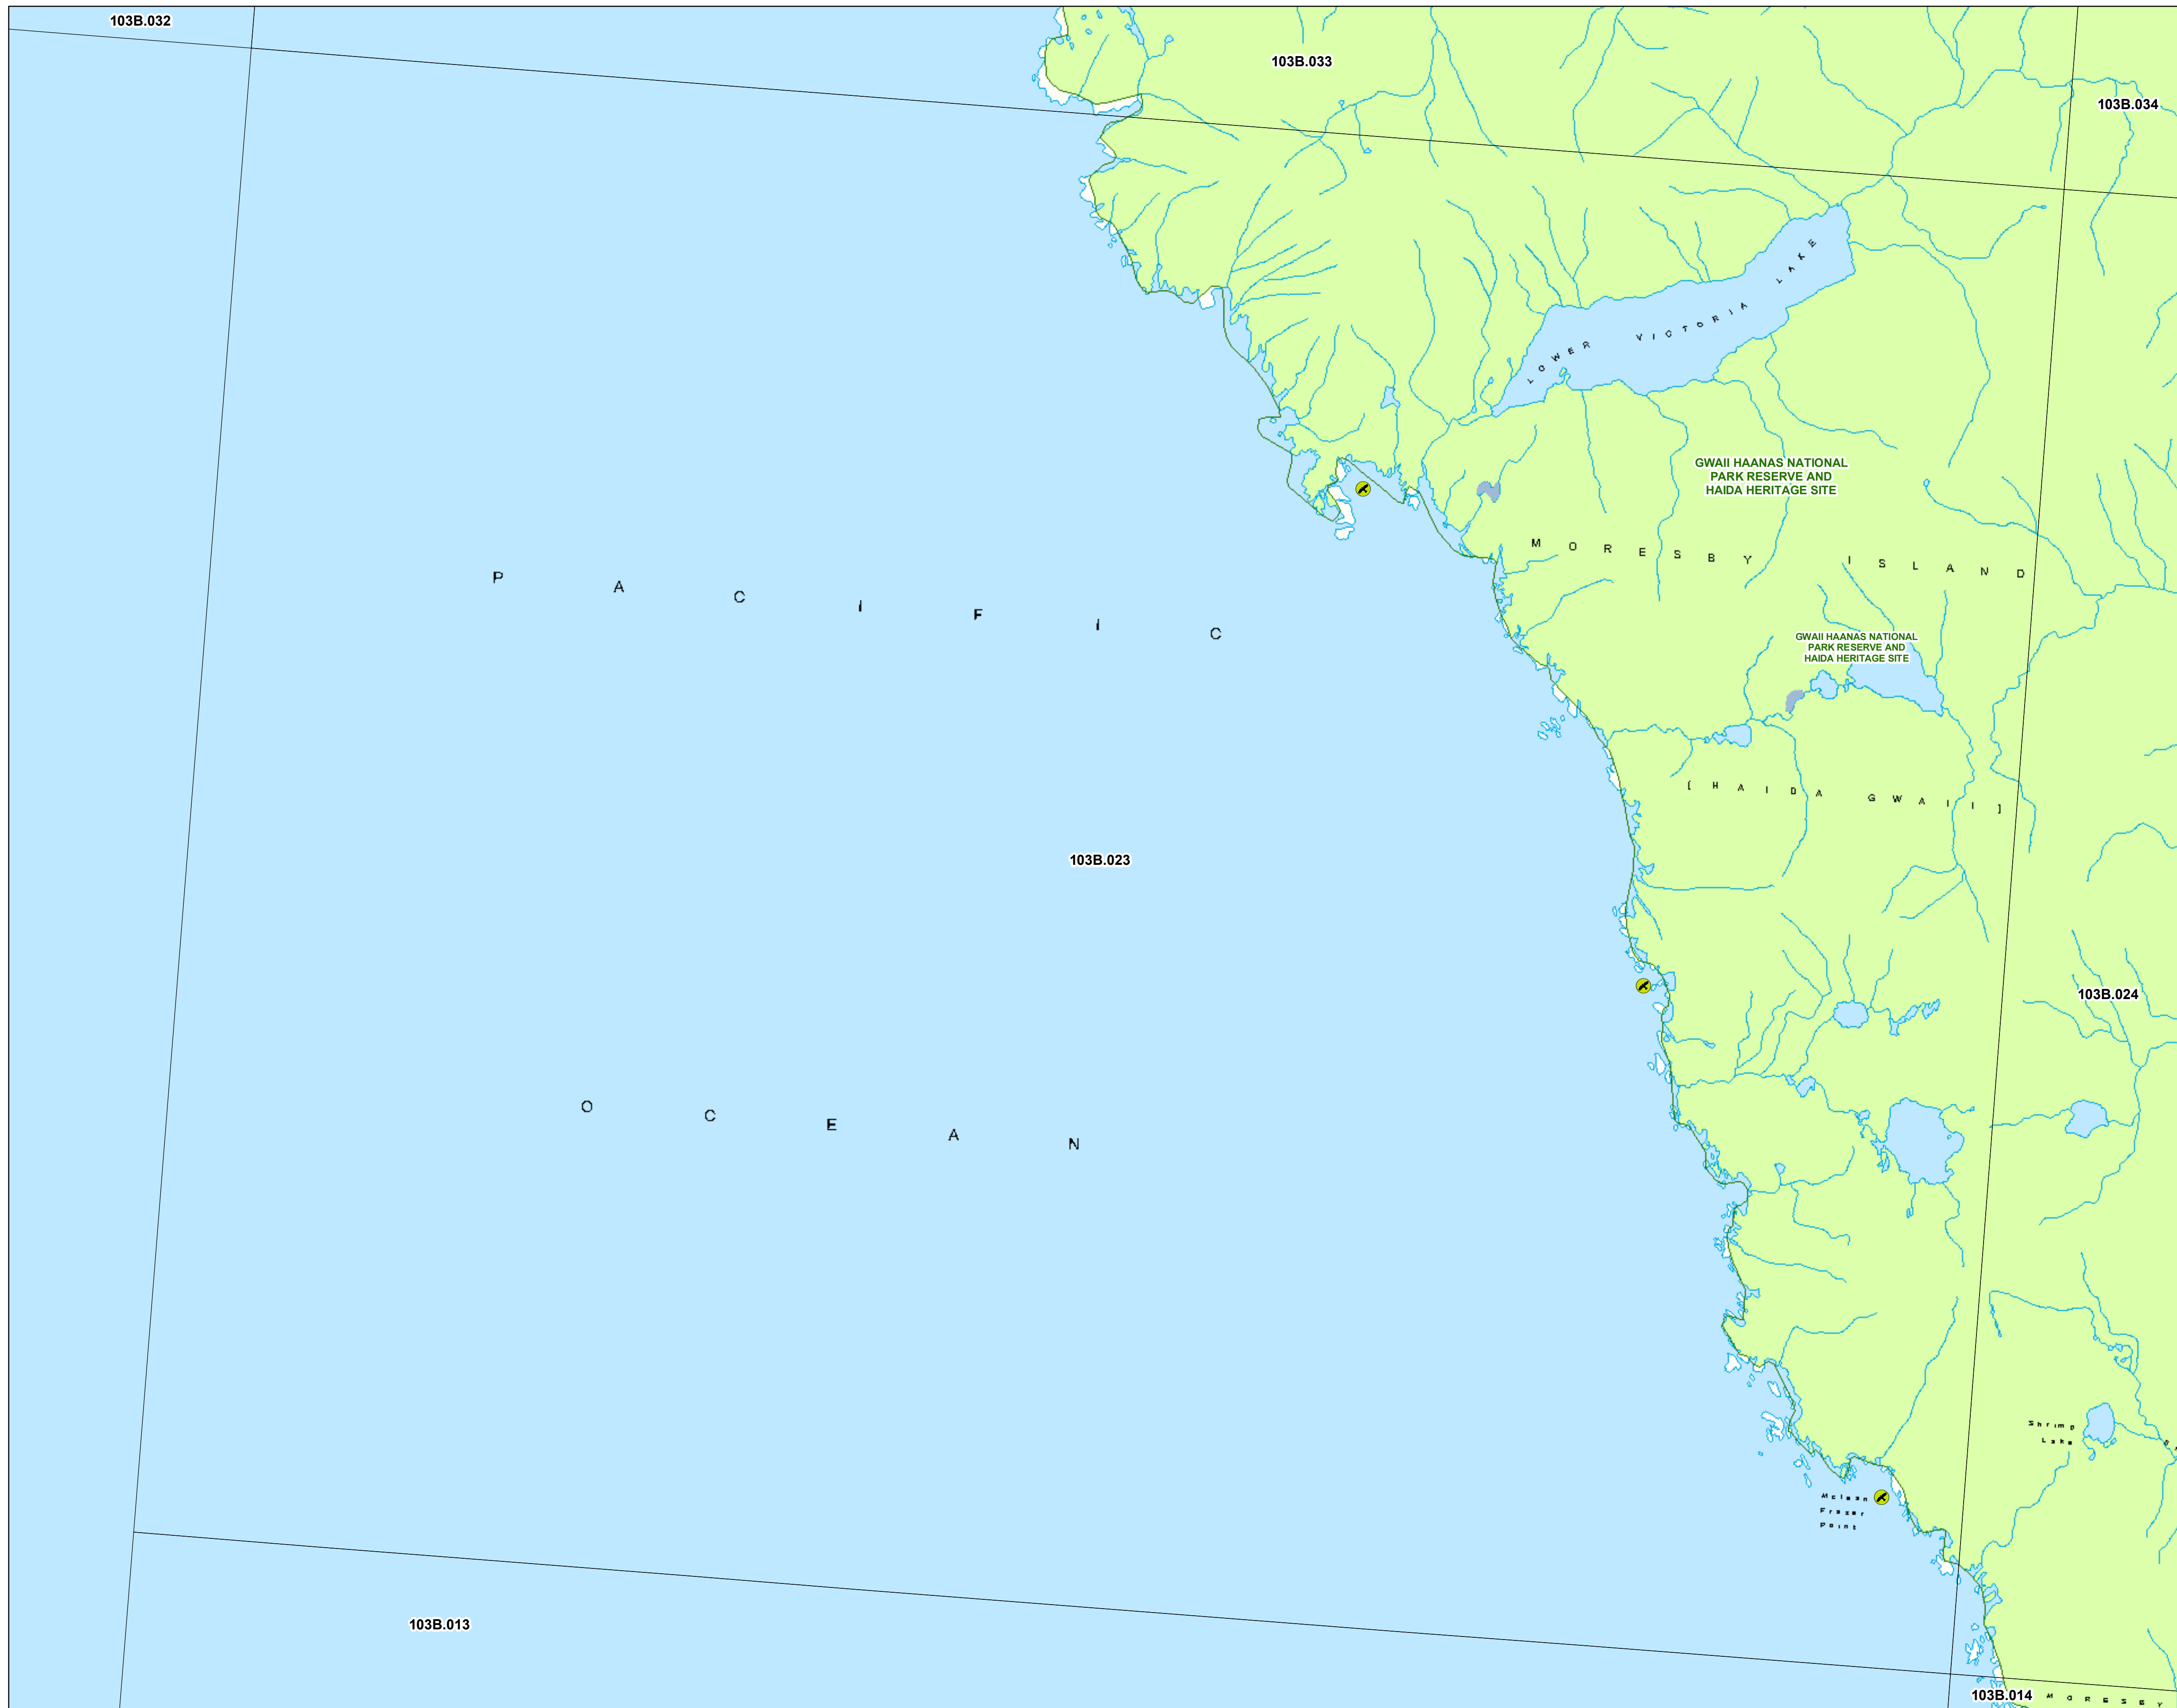 103B.032
103B.033
103B.034
LOWER VICTORIA LAKE
GWAII HAANAS NATIONAL
PARK RESERVE AND
HAIDA HERITAGE SITE
MORESBY ISLAND
PACIFIC
GWAII HAANAS NATIONAL
PARK RESERVE AND
HAIDA HERITAGE SITE
[HAIDA GWAII]
103B.023
103B.024
OCEAN
Shrimp
Lake
Mclean
Fraser
Point
103B.013
103B.014
MORESBY